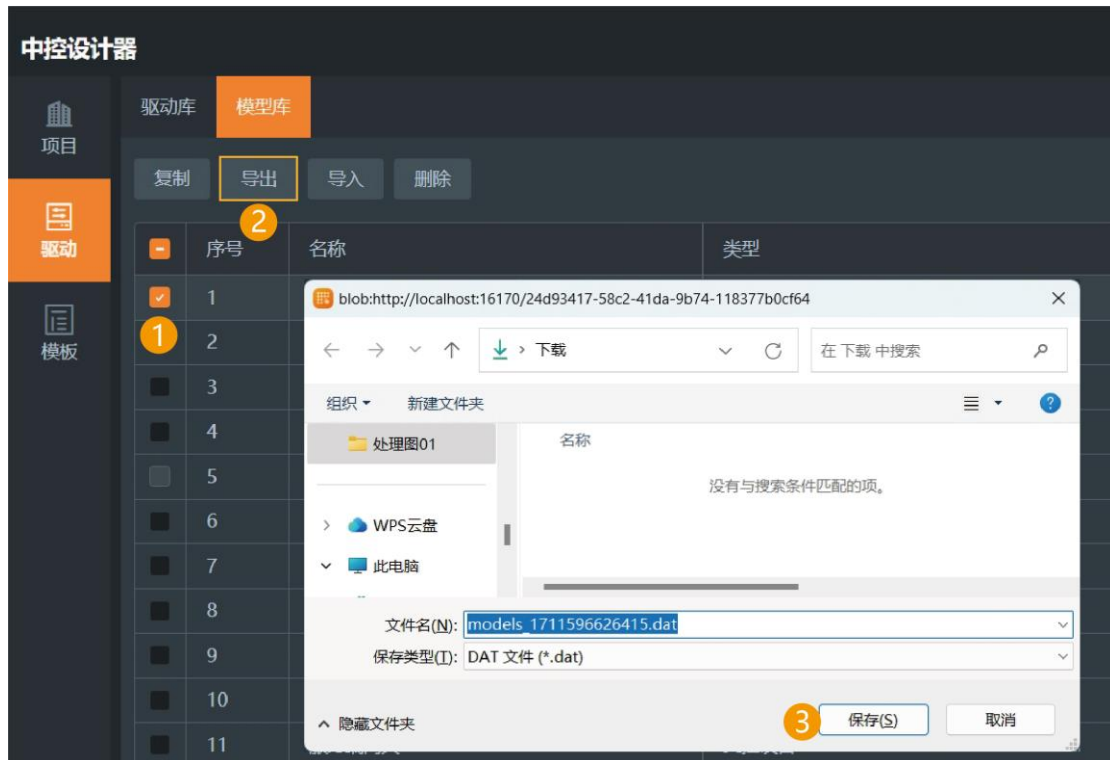 中控设计器
项目
驱动
模板
驱动库 模型库
复制 导出 导入 删除
2
序号 名称 类型
1
1
2
3
4
5
6
7
8
9
10
11
blob:http://localhost:16170/24d93417-58c2-41da-9b74-118377b0cf64
下载
在 下载 中搜索
组织 新建文件夹
处理图01
WPS云盘
此电脑
名称
没有与搜索条件匹配的项。
文件名(N): models_1711596626415.dat
保存类型(T): DAT 文件 (*.dat)
隐藏文件夹
3 保存(S) 取消